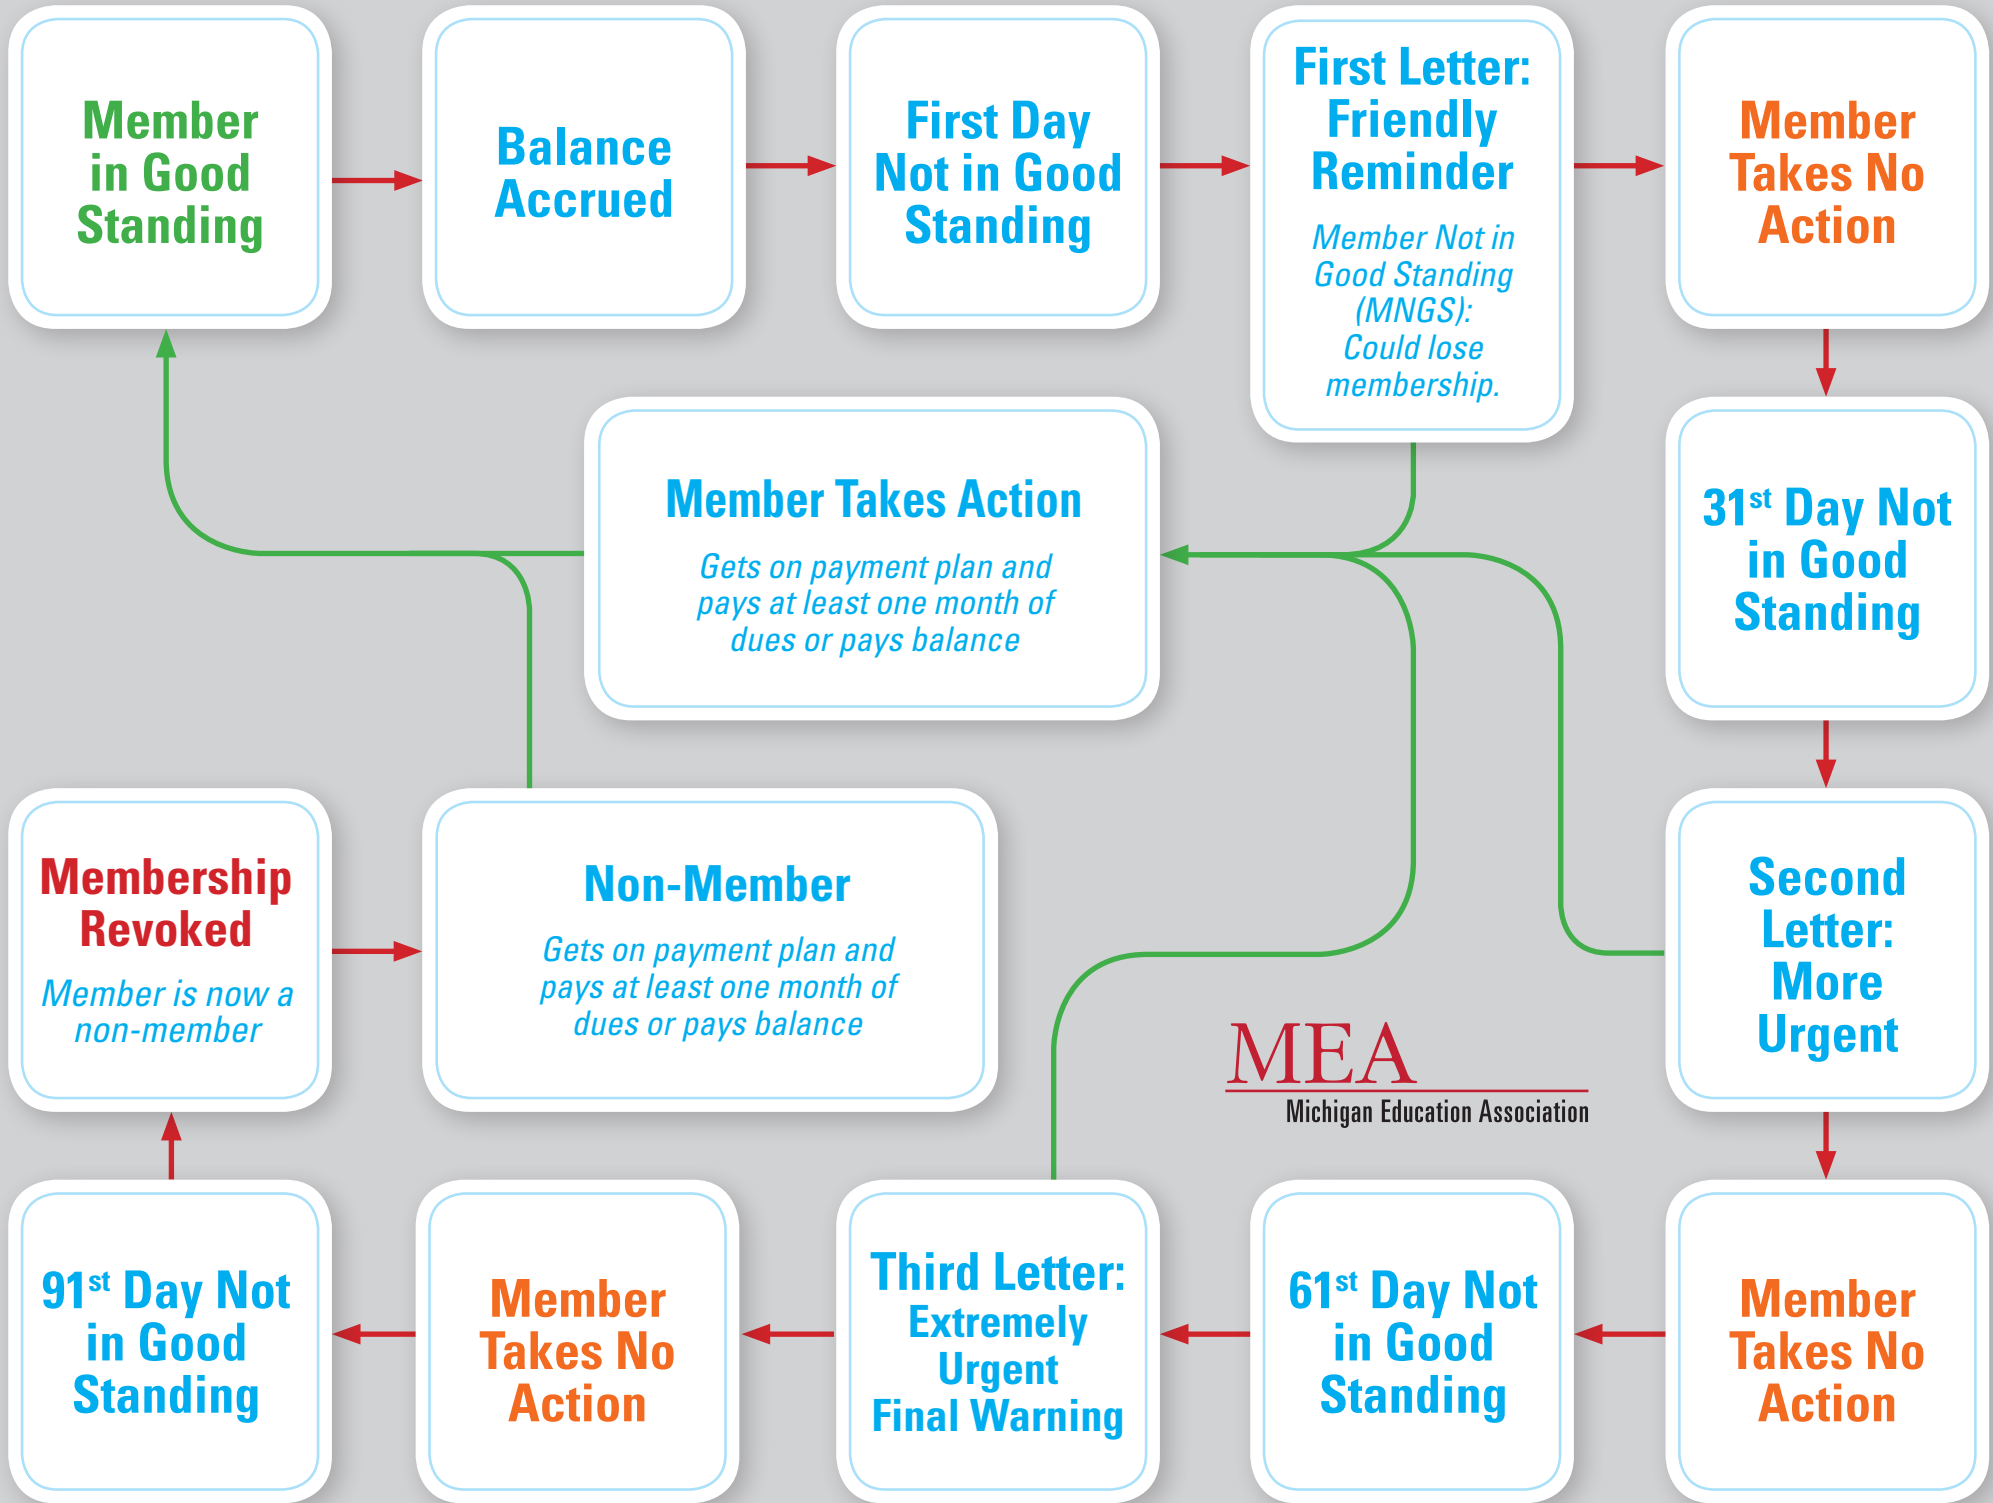 Member
in Good
Standing
Balance
Accrued
First Day
Not in Good
Standing
First Letter:
Friendly
Reminder
Member Not in
Good Standing
(MNGS):
Could lose
membership.
Member
Takes No
Action
Member Takes Action
Gets on payment plan and
pays at least one month of
dues or pays balance
31st Day Not
in Good
Standing
Membership
Revoked
Member is now a
non-member
Non-Member
Gets on payment plan and
pays at least one month of
dues or pays balance
Second
Letter:
More
Urgent
MEA
Michigan Education Association
91st Day Not
in Good
Standing
Member
Takes No
Action
Third Letter:
Extremely
Urgent
Final Warning
61st Day Not
in Good
Standing
Member
Takes No
Action